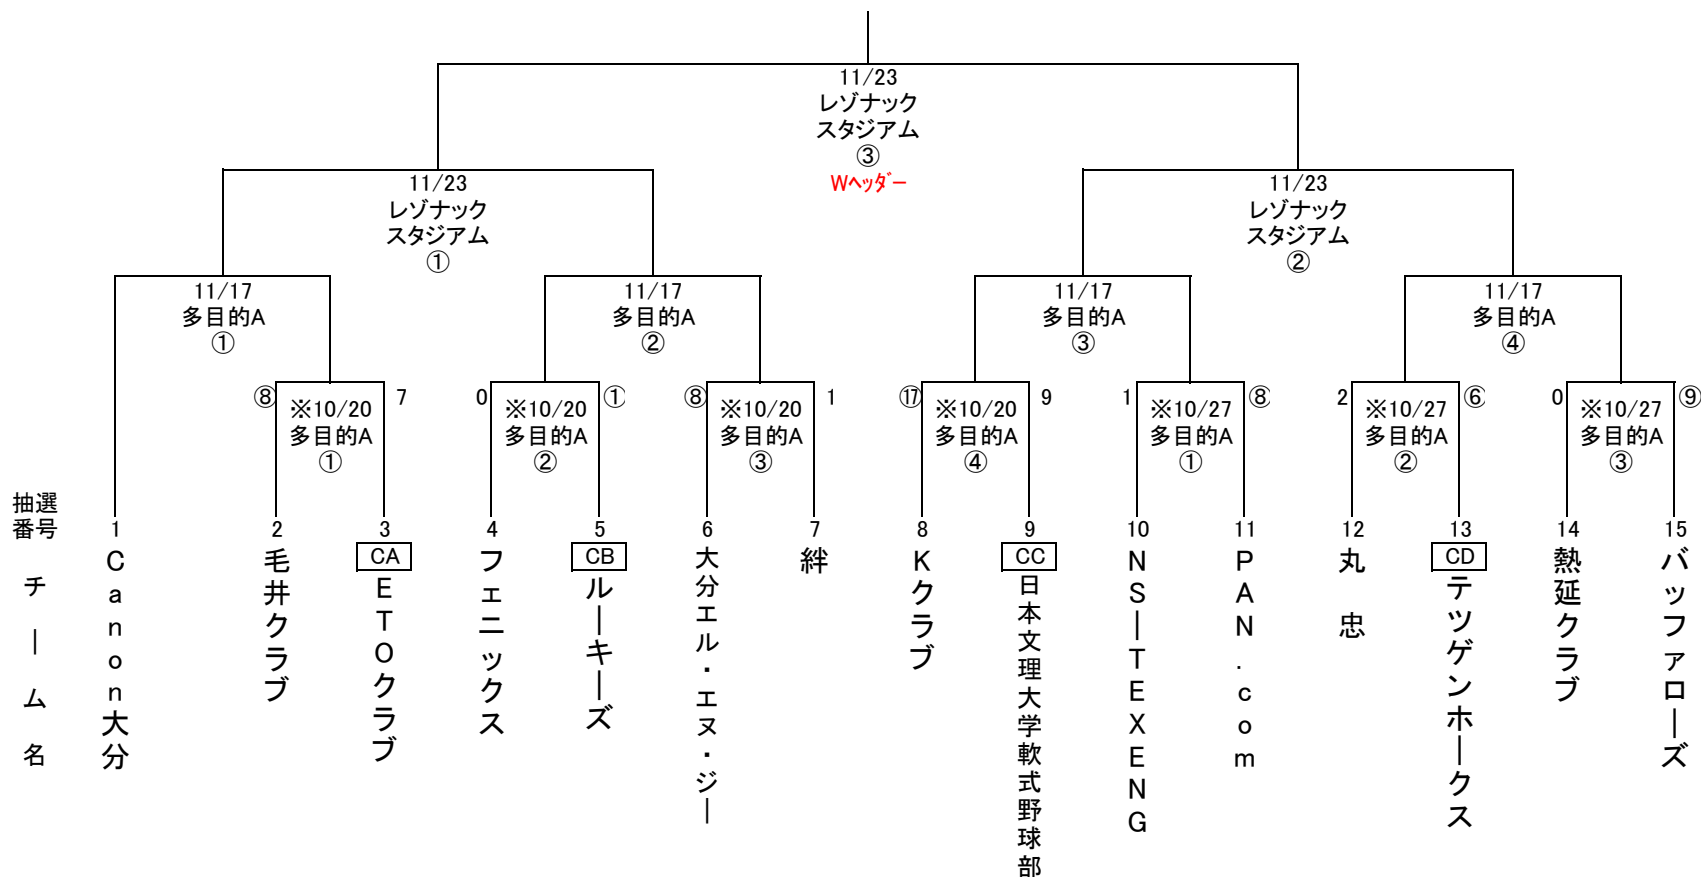 11/23
レゾナック
スタジアム
③
Wヘッダー
11/23
レゾナック
スタジアム
①
11/23
レゾナック
スタジアム
②
11/17
多目的A
①
11/17
多目的A
②
11/17
多目的A
③
11/17
多目的A
④
⑧ 7
※10/20
多目的A
①
0 ①
※10/20
多目的A
②
⑧ 1
※10/20
多目的A
③
⑰ 9
※10/20
多目的A
④
1 ⑧
※10/27
多目的A
①
2 ⑥
※10/27
多目的A
②
0 ⑨
※10/27
多目的A
③
抽選
番号
1 2 3 4 5 6 7 8 9 10 11 12 13 14 15
チーム名
Canon大分
毛井クラブ
CA
ETOクラブ
フェニックス
CB
ルーキーズ
大分エル・エヌ・ジー
絆
Kクラブ
CC
日本文理大学軟式野球部
NSーTEXENG
PAN.com
丸忠
CD
テツゲンホークス
熱延クラブ
バッファローズ